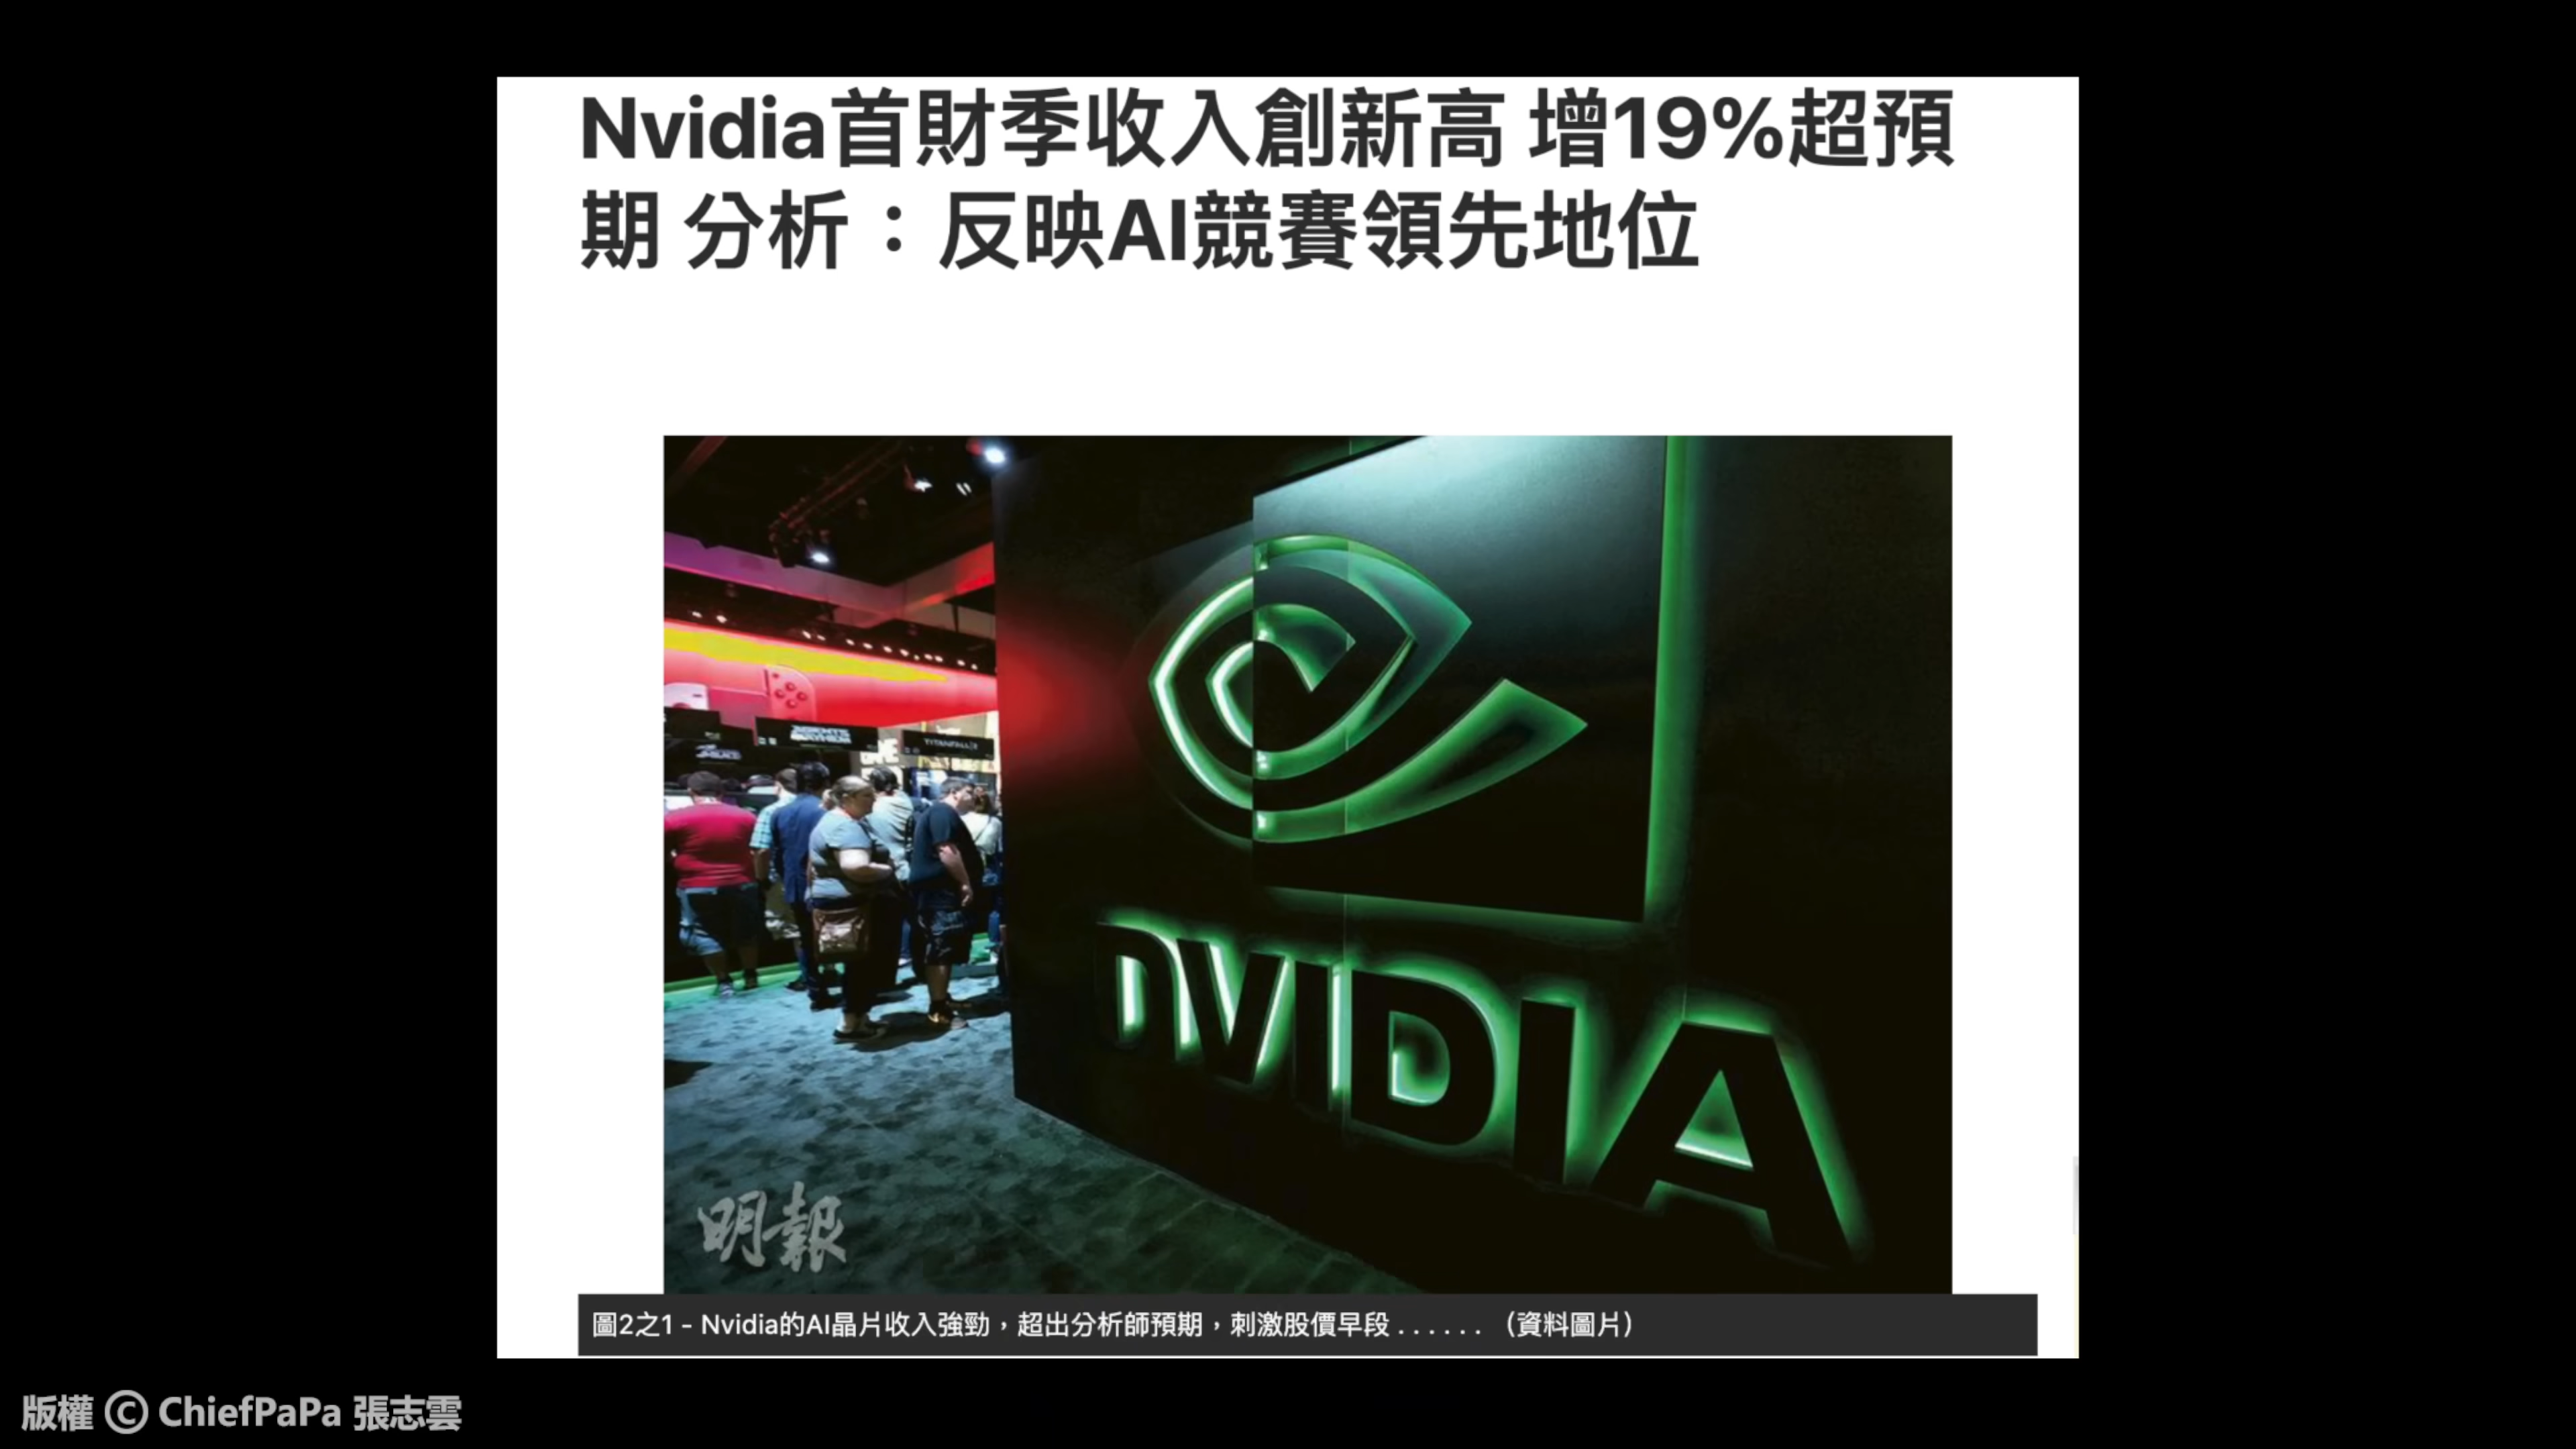 Nvidia首財季收入創新高 增19%超預
期 分析：反映AI競賽領先地位
TITANFALL 2
NVIDIA
明報
圖2之1 - Nvidia的AI晶片收入強勁，超出分析師預期，刺激股價早段 . . . . . . （資料圖片）
版權 © ChiefPaPa 張志雲